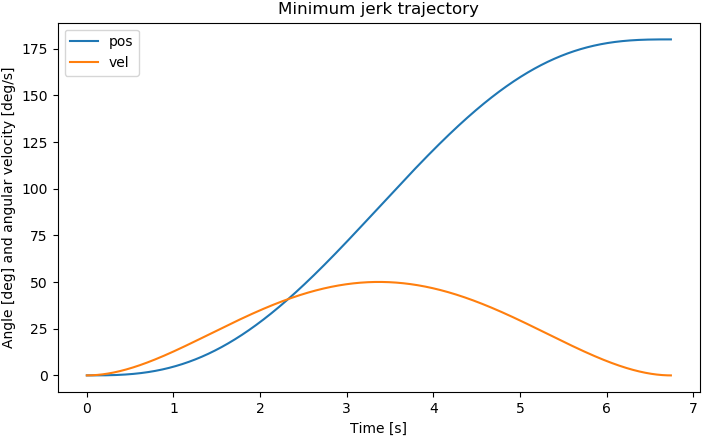 Minimum jerk trajectory
pos
vel
Angle [deg] and angular velocity [deg/s]
175
150
125
100
75
50
25
0
0 1 2 3 4 5 6 7
Time [s]